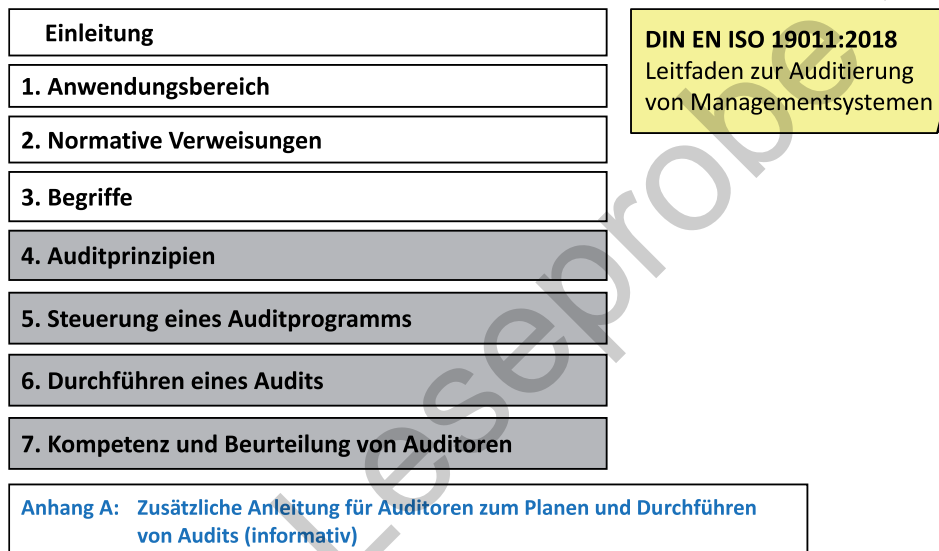 Einleitung
DIN EN ISO 19011:2018
Leitfaden zur Auditierung
von Managementsystemen
1. Anwendungsbereich
2. Normative Verweisungen
3. Begriffe
4. Auditprinzipien
5. Steuerung eines Auditprogramms
6. Durchführen eines Audits
7. Kompetenz und Beurteilung von Auditoren
Anhang A: Zusätzliche Anleitung für Auditoren zum Planen und Durchführen
von Audits (informativ)
Leseprobe